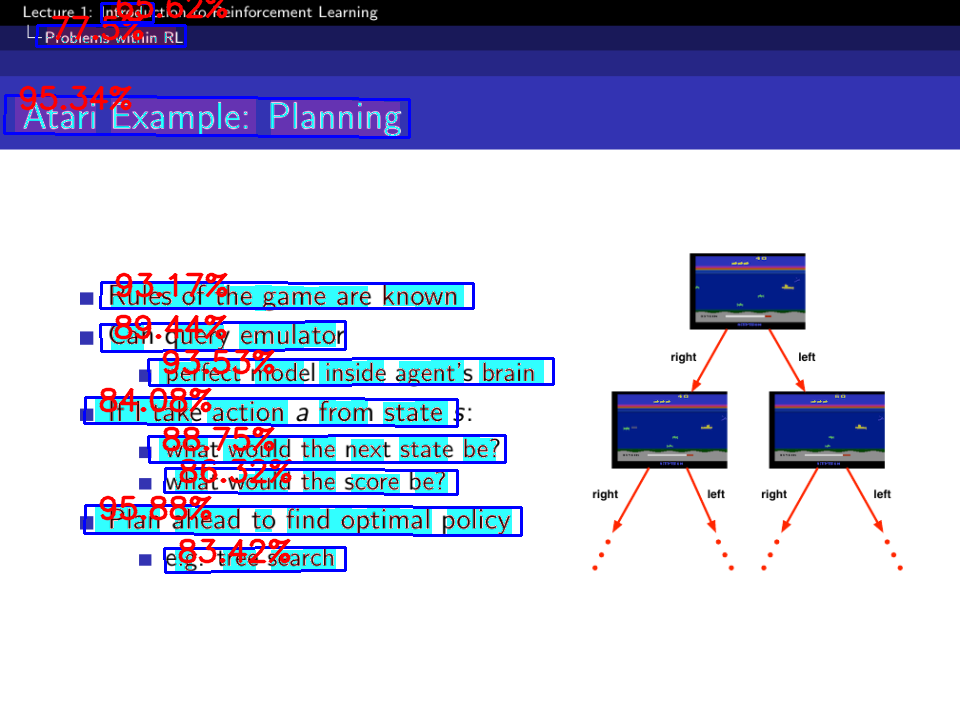 Lecture 1: Introduction to Reinforcement Learning
65.62%
Problems within RL
77.5%
Atari Example: Planning
95.34%
Rules of the game are known
93.17%
Can query emulator
89.44%
perfect model inside agent's brain
93.53%
If I take action a from state s:
84.08%
what would the next state be?
88.75%
what would the score be?
86.32%
Plan ahead to find optimal policy
95.88%
e.g. tree search
83.42%
right left
right left right left